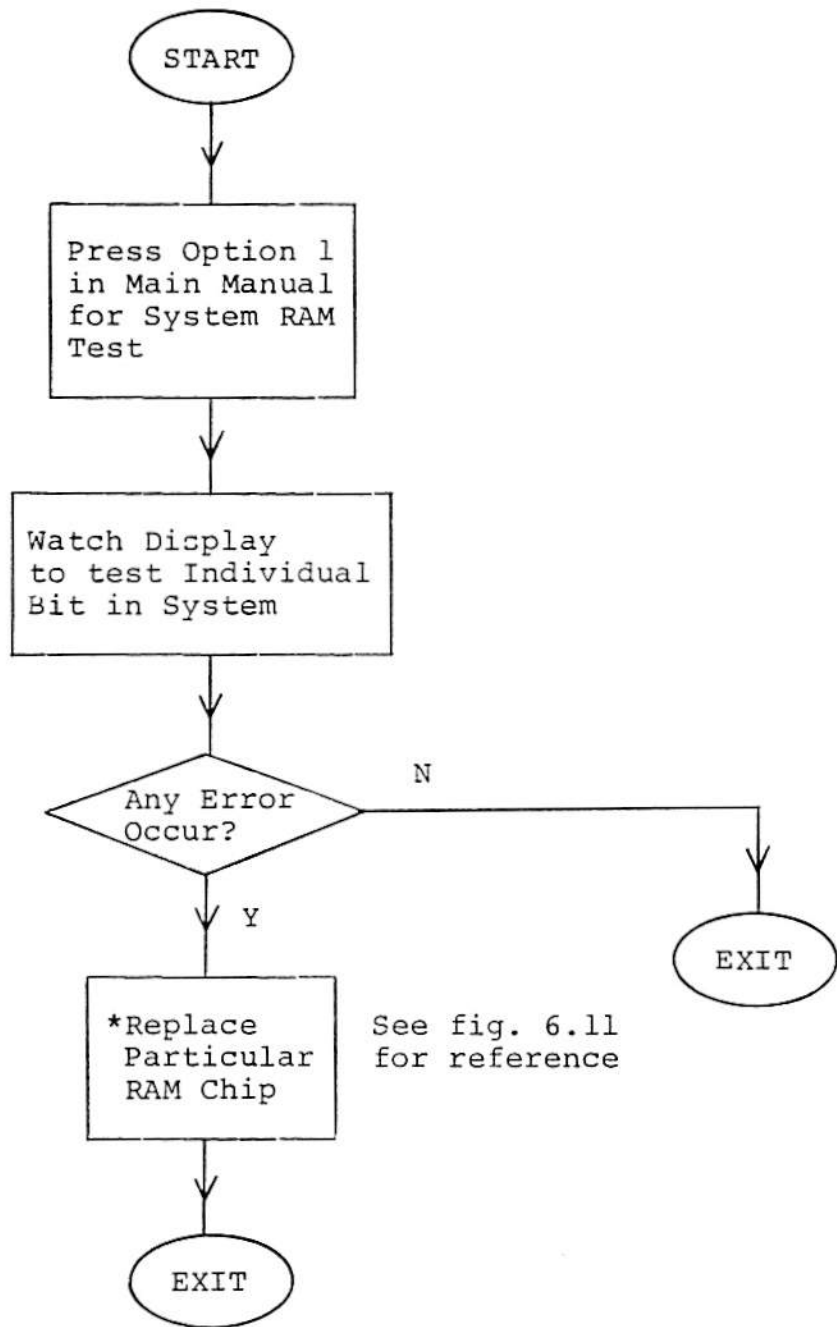 START
Press Option 1
in Main Manual
for System RAM
Test
Watch Display
to test Individual
Bit in System
Any Error
Occur?
N
Y
EXIT
*Replace
Particular
RAM Chip
See fig. 6.11
for reference
EXIT